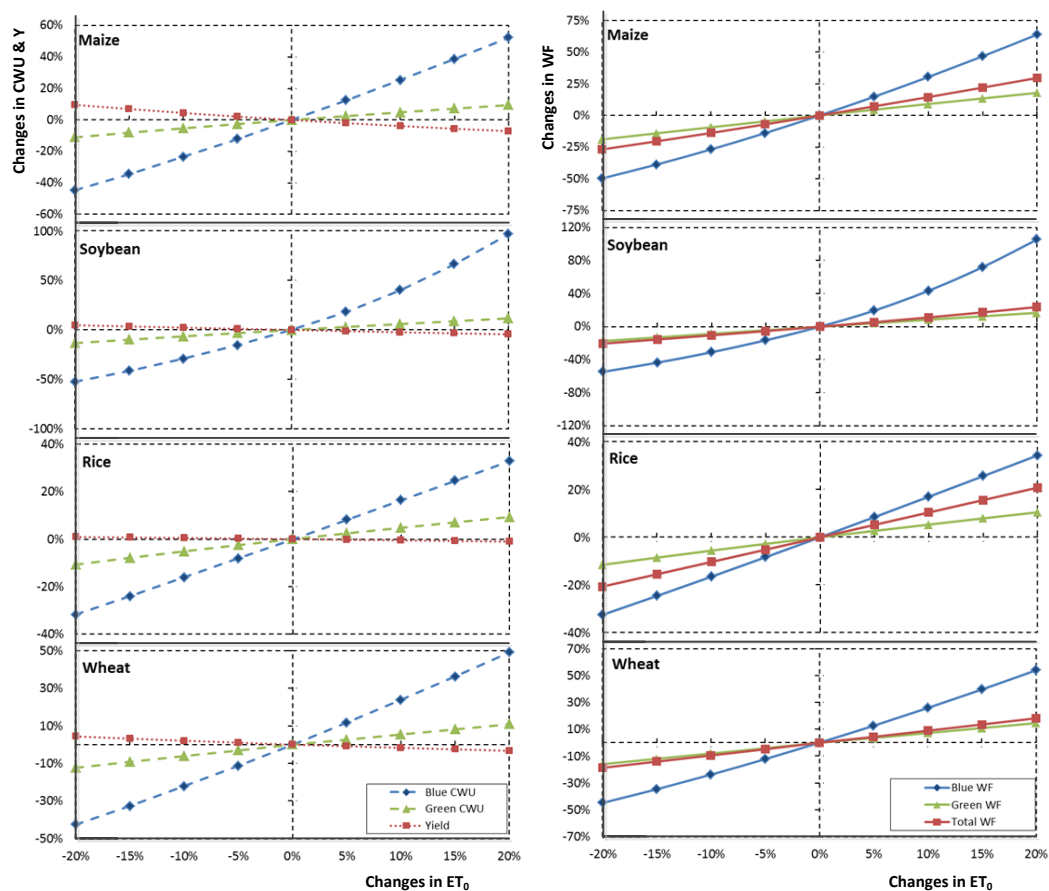 Changes in CWU & Y
Maize
60%
40%
20%
0%
-20%
-40%
-60%
Soybean
100%
50%
0%
-50%
-100%
Rice
40%
20%
0%
-20%
-40%
Wheat
50%
30%
10%
-10%
-30%
-50%
Blue CWU
Green CWU
Yield
-20% -15% -10% -5% 0% 5% 10% 15% 20%
Changes in ET0
Changes in WF
Maize
75%
50%
25%
0%
-25%
-50%
-75%
Soybean
120%
80%
40%
0%
-40%
-80%
-120%
Rice
40%
20%
0%
-20%
-40%
Wheat
70%
50%
30%
10%
-10%
-30%
-50%
-70%
Blue WF
Green WF
Total WF
-20% -15% -10% -5% 0% 5% 10% 15% 20%
Changes in ET0